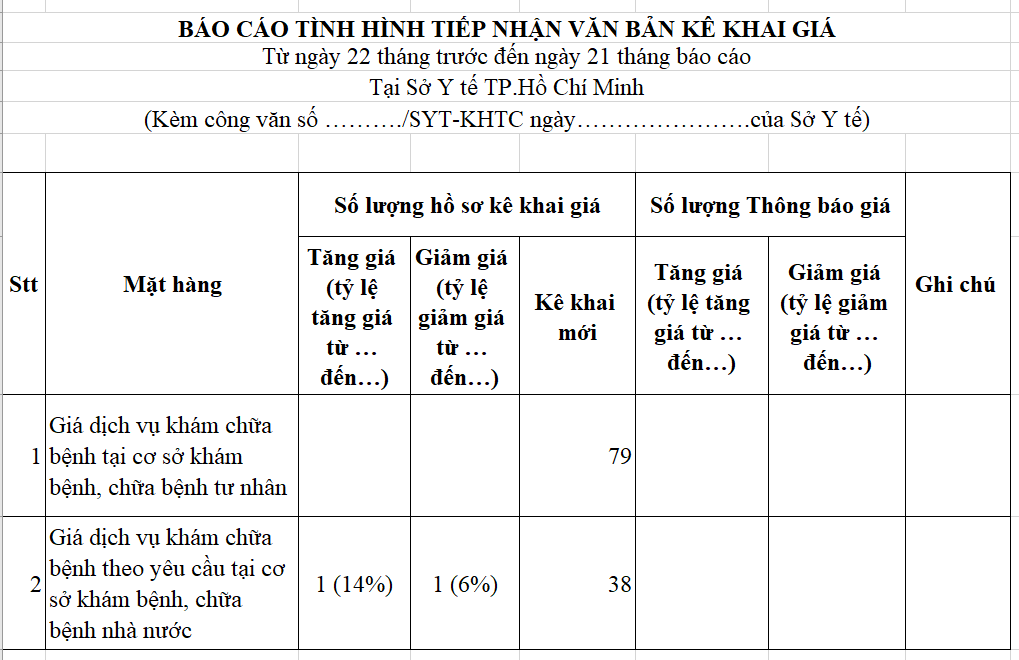 BÁO CÁO TÌNH HÌNH TIẾP NHẬN VĂN BẢN KÊ KHAI GIÁ
Từ ngày 22 tháng trước đến ngày 21 tháng báo cáo
Tại Sở Y tế TP.Hồ Chí Minh
(Kèm công văn số ………./SYT-KHTC ngày………………….của Sở Y tế)
Stt
Mặt hàng
Số lượng hồ sơ kê khai giá
Số lượng Thông báo giá
Ghi chú
Tăng giá
(tỷ lệ
tăng giá
từ …
đến…)
Giảm giá
(tỷ lệ
giảm giá
từ …
đến…)
Kê khai
mới
Tăng giá
(tỷ lệ tăng
giá từ …
đến…)
Giảm giá
(tỷ lệ giảm
giá từ …
đến…)
1
Giá dịch vụ khám chữa
bệnh tại cơ sở khám
bệnh, chữa bệnh tư nhân
79
2
Giá dịch vụ khám chữa
bệnh theo yêu cầu tại cơ
sở khám bệnh, chữa
bệnh nhà nước
1 (14%)
1 (6%)
38